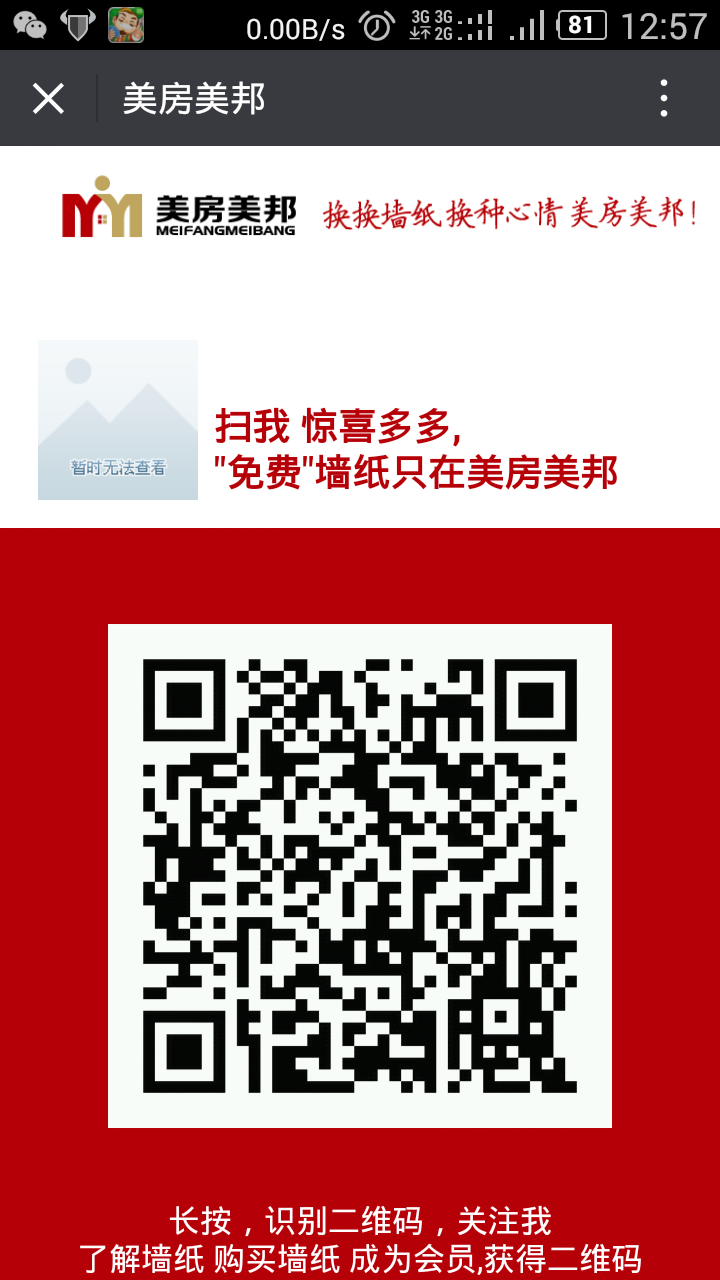 0.00B/s 3G 3G 2G 81 12:57
美房美邦
美房美邦
MEIFANGMEIBANG
换换墙纸 换种心情 美房美邦!
暂时无法查看
扫我 惊喜多多,
"免费"墙纸只在美房美邦
长按，识别二维码，关注我
了解墙纸 购买墙纸 成为会员,获得二维码